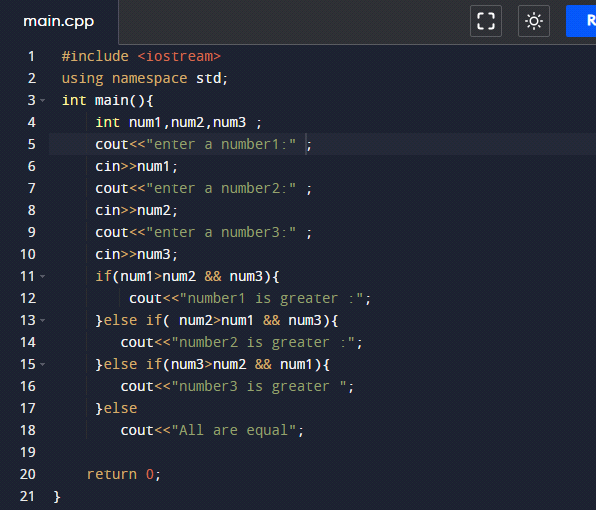 main.cpp
R
1 #include <iostream>
2 using namespace std;
3 int main(){
4 int num1,num2,num3 ;
5 cout<<"enter a number1:" ;
6 cin>>num1;
7 cout<<"enter a number2:" ;
8 cin>>num2;
9 cout<<"enter a number3:" ;
10 cin>>num3;
11 if(num1>num2 && num3){
12 cout<<"number1 is greater :";
13 }else if( num2>num1 && num3){
14 cout<<"number2 is greater :";
15 }else if(num3>num2 && num1){
16 cout<<"number3 is greater ";
17 }else
18 cout<<"All are equal";
19
20 return 0;
21 }